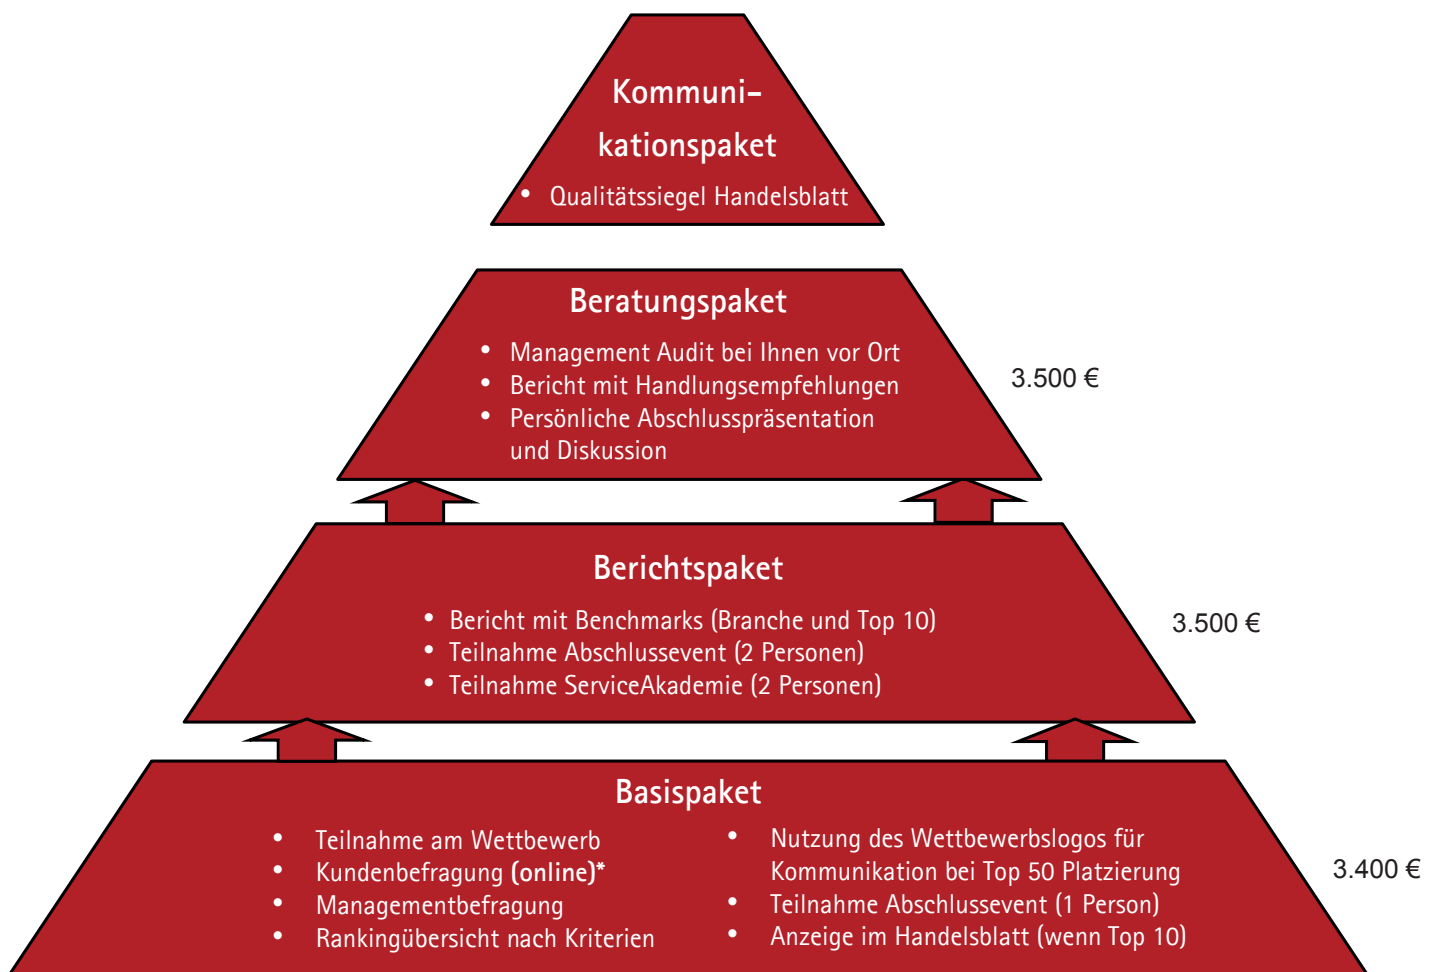 Kommuni-
kationspaket
• Qualitätssiegel Handelsblatt
Beratungspaket
• Management Audit bei Ihnen vor Ort
• Bericht mit Handlungsempfehlungen
• Persönliche Abschlusspräsentation
und Diskussion
3.500 €
Berichtspaket
• Bericht mit Benchmarks (Branche und Top 10)
• Teilnahme Abschlussevent (2 Personen)
• Teilnahme ServiceAkademie (2 Personen)
3.500 €
Basispaket
• Teilnahme am Wettbewerb
• Kundenbefragung (online)*
• Managementbefragung
• Rankingübersicht nach Kriterien
• Nutzung des Wettbewerbslogos für
Kommunikation bei Top 50 Platzierung
• Teilnahme Abschlussevent (1 Person)
• Anzeige im Handelsblatt (wenn Top 10)
3.400 €